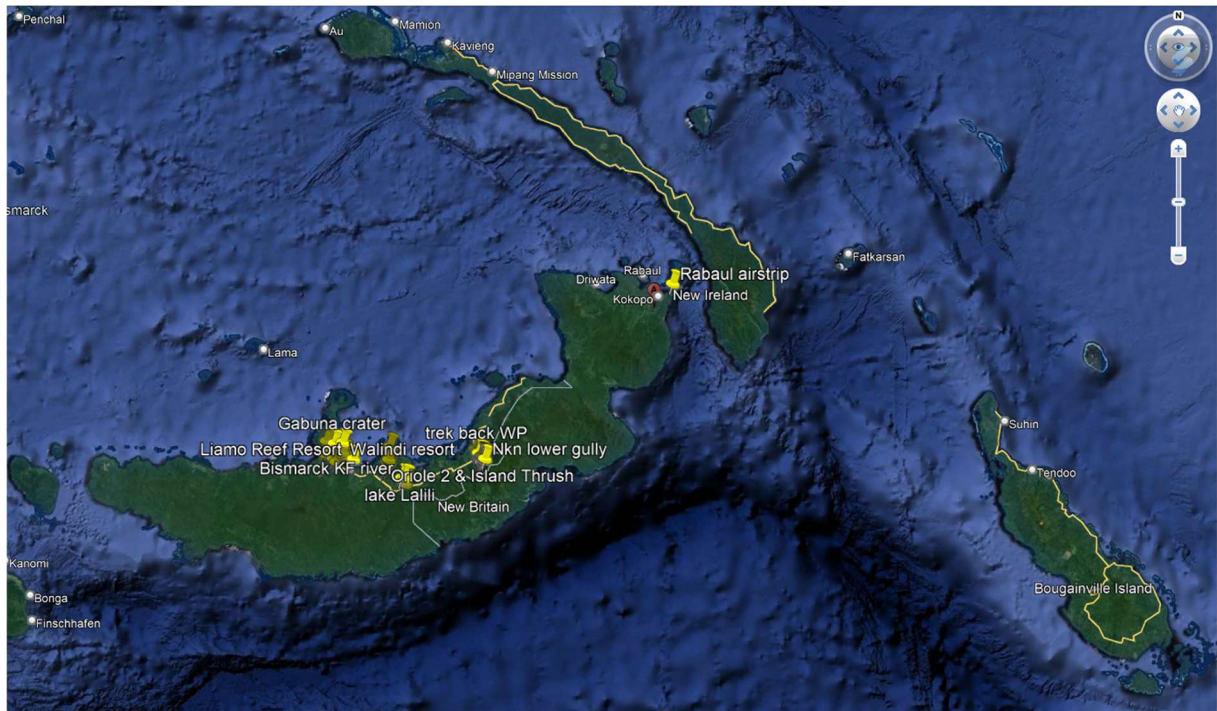 Penchal
Au
Mamion
Kavieng
Mipang Mission
N
smarck
Fatkarsan
Rabaul
Rabaul airstrip
Driwata
Kokopo
New Ireland
Lama
Gabuna crater
trek back WP
Suhin
Liamo Reef Resort
Walindi resort
Nkn lower gully
Bismarck KF river
Oriole 2 & Island Thrush
Tendoo
lake Lalili
New Britain
Kanomi
Bougainville Island
Bonga
Finschhafen